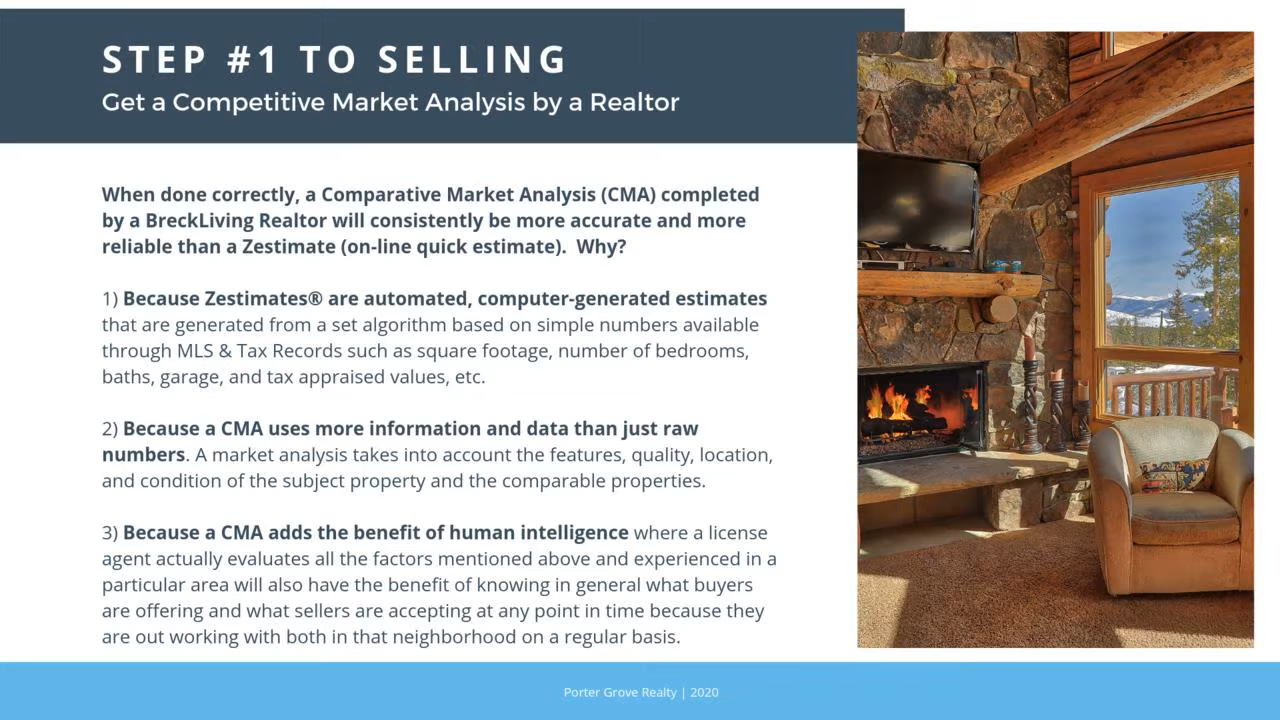 STEP #1 TO SELLING
Get a Competitive Market Analysis by a Realtor
When done correctly, a Comparative Market Analysis (CMA) completed
by a BreckLiving Realtor will consistently be more accurate and more
reliable than a Zestimate (on-line quick estimate).  Why?
1) Because Zestimates® are automated, computer-generated estimates
that are generated from a set algorithm based on simple numbers available
through MLS & Tax Records such as square footage, number of bedrooms,
baths, garage, and tax appraised values, etc.
2) Because a CMA uses more information and data than just raw
numbers. A market analysis takes into account the features, quality, location,
and condition of the subject property and the comparable properties.
3) Because a CMA adds the benefit of human intelligence where a license
agent actually evaluates all the factors mentioned above and experienced in a
particular area will also have the benefit of knowing in general what buyers
are offering and what sellers are accepting at any point in time because they
are out working with both in that neighborhood on a regular basis.
Porter Grove Realty | 2020